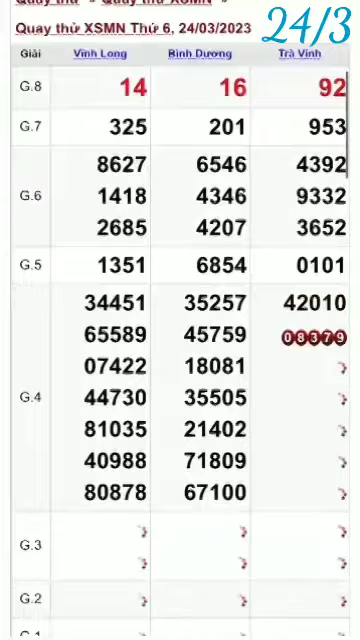 Quay thử » Quay thử XSMN »
Quay thử XSMN Thứ 6, 24/03/2023 24/3
Giải Vĩnh Long Bình Dương Trà Vinh
G.8 14 16 92
G.7 325 201 953
8627 6546 4392
G.6 1418 4346 9332
2685 4207 3652
G.5 1351 6854 0101
34451 35257 42010
65589 45759 08379
07422 18081
G.4 44730 35505
81035 21402
40988 71809
80878 67100
G.3
G.2
G.1